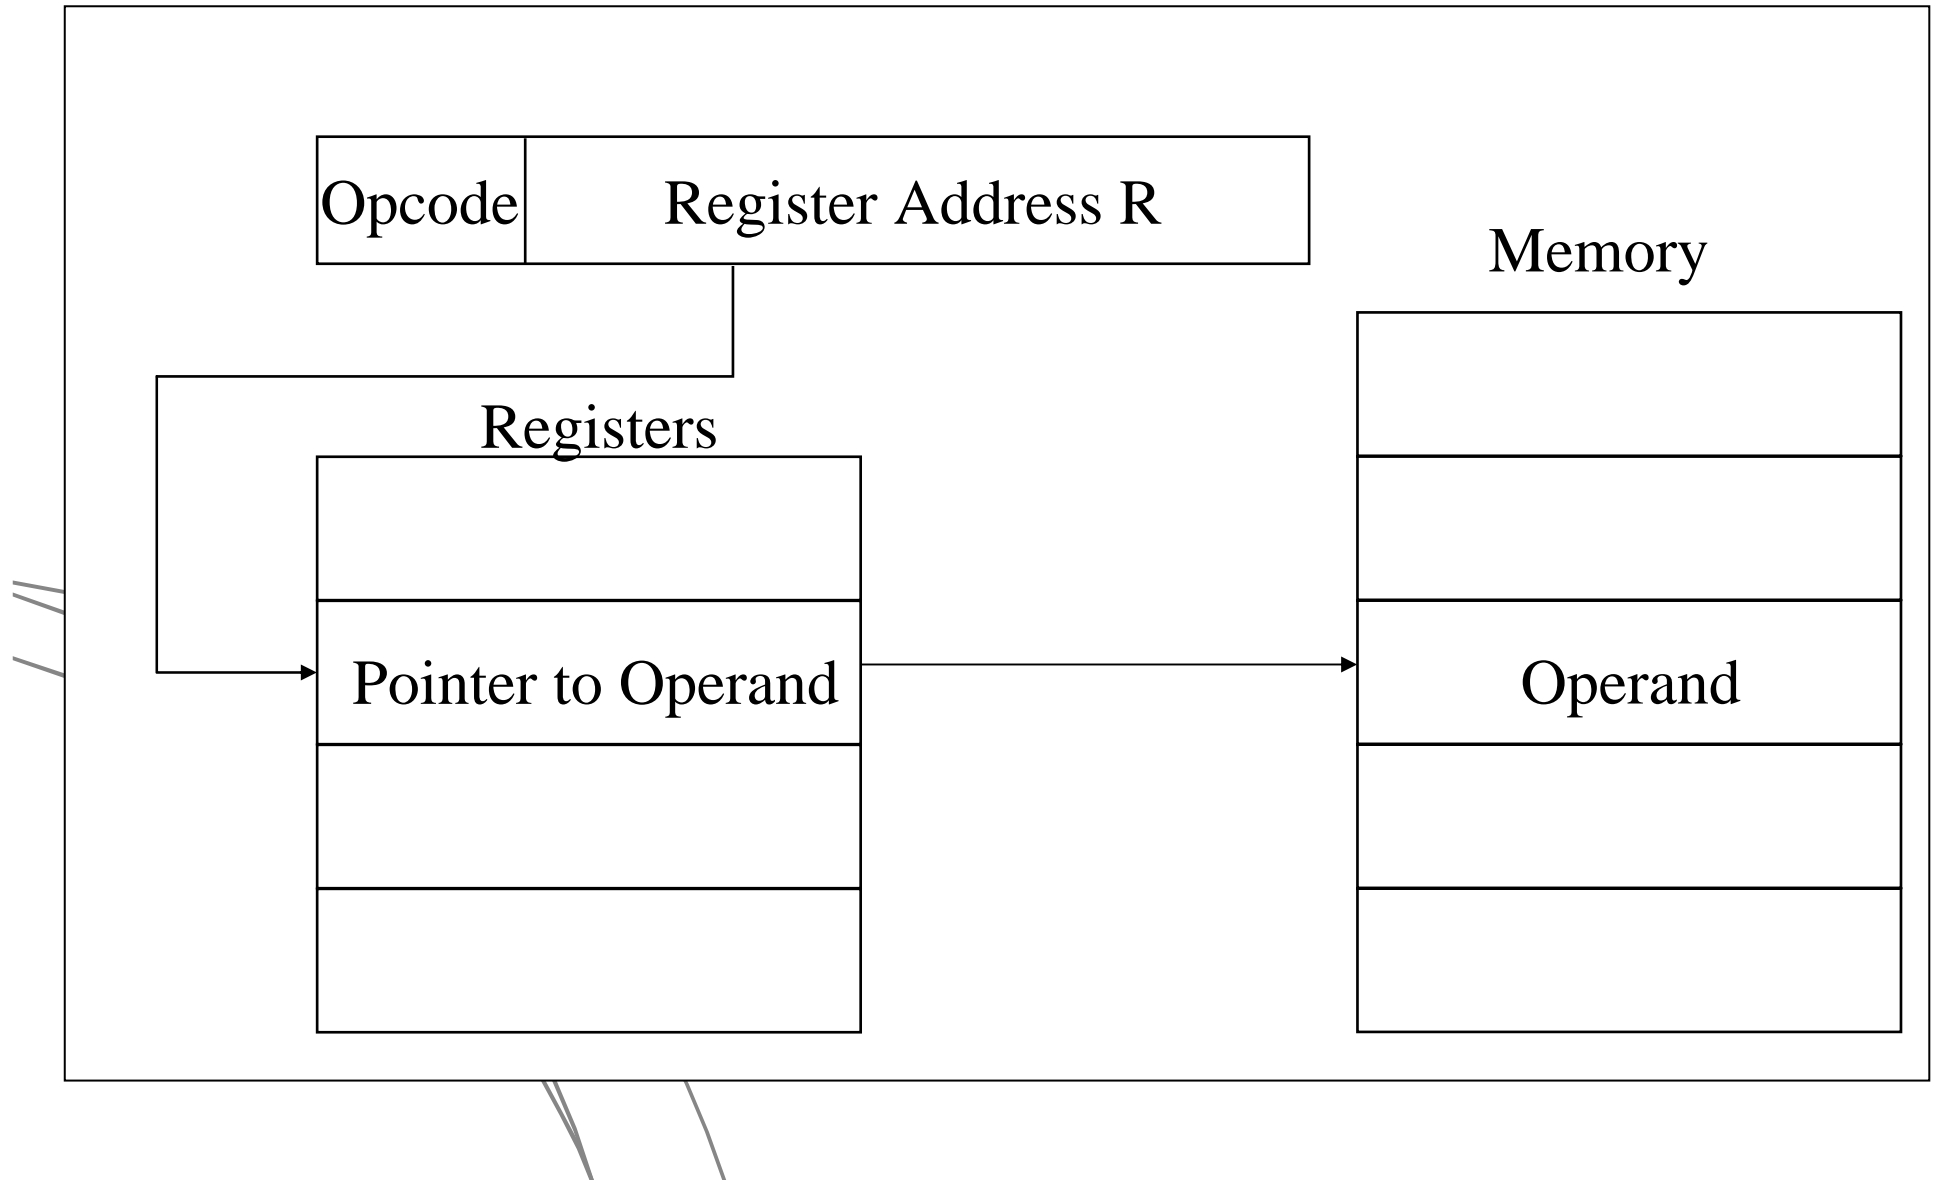 Opcode
Register Address R
Memory
Registers
Pointer to Operand
Operand